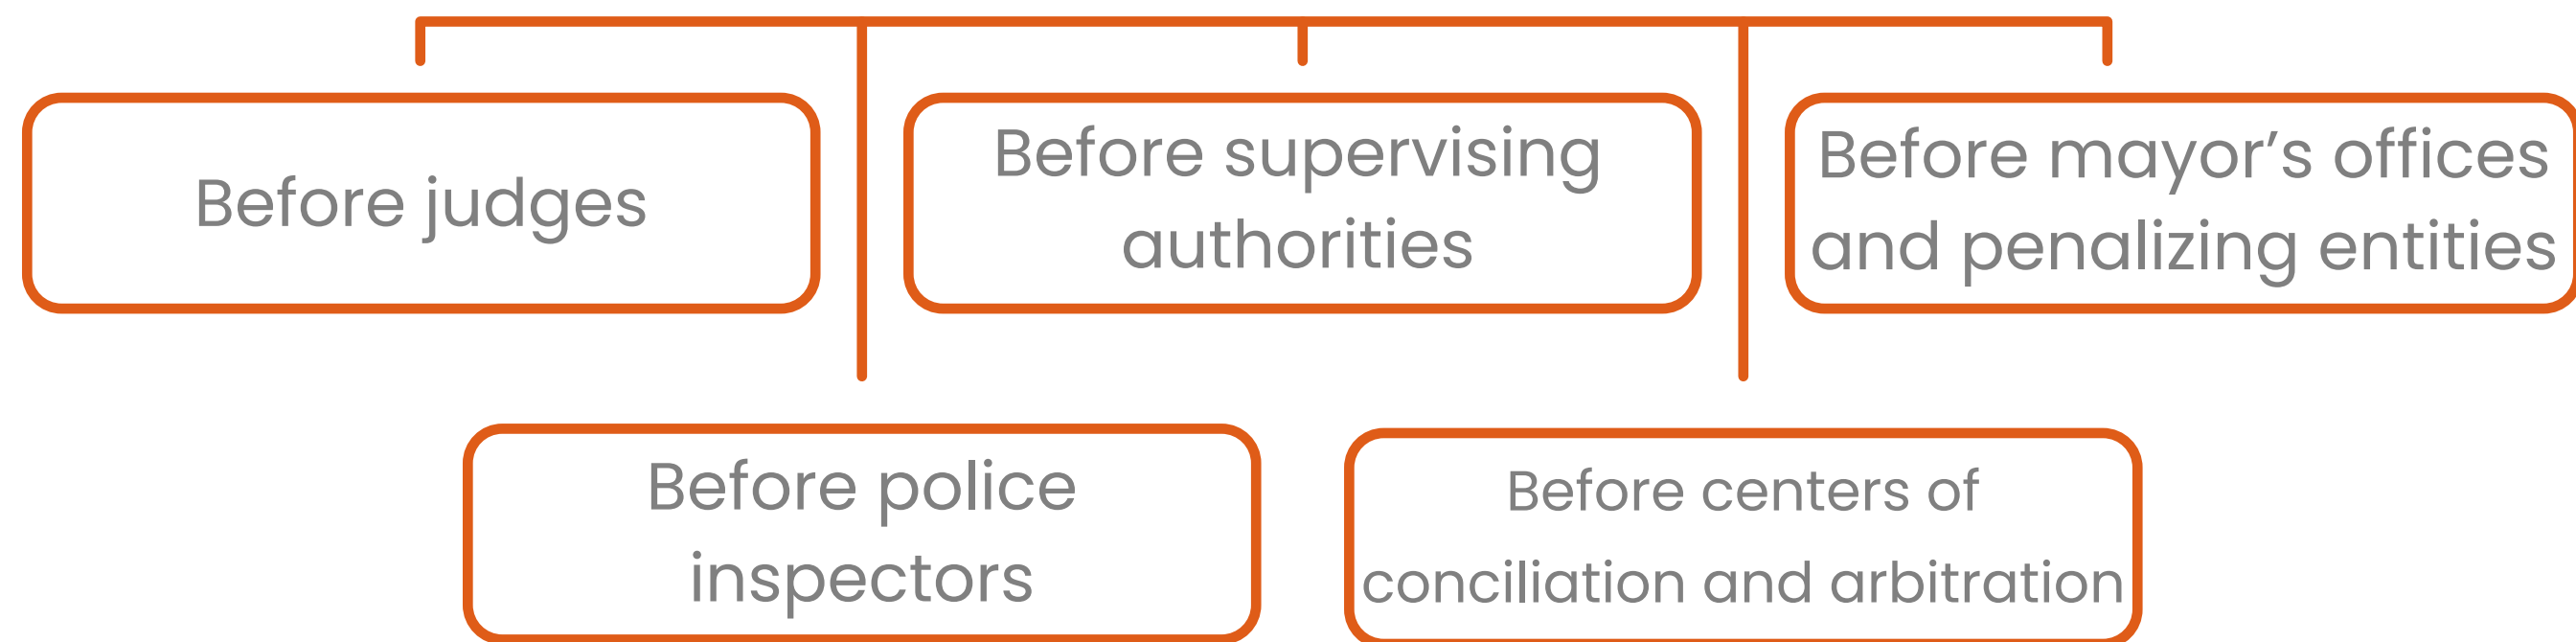 Before judges
Before supervising
authorities
Before mayor’s offices
and penalizing entities
Before police
inspectors
Before centers of
conciliation and arbitration